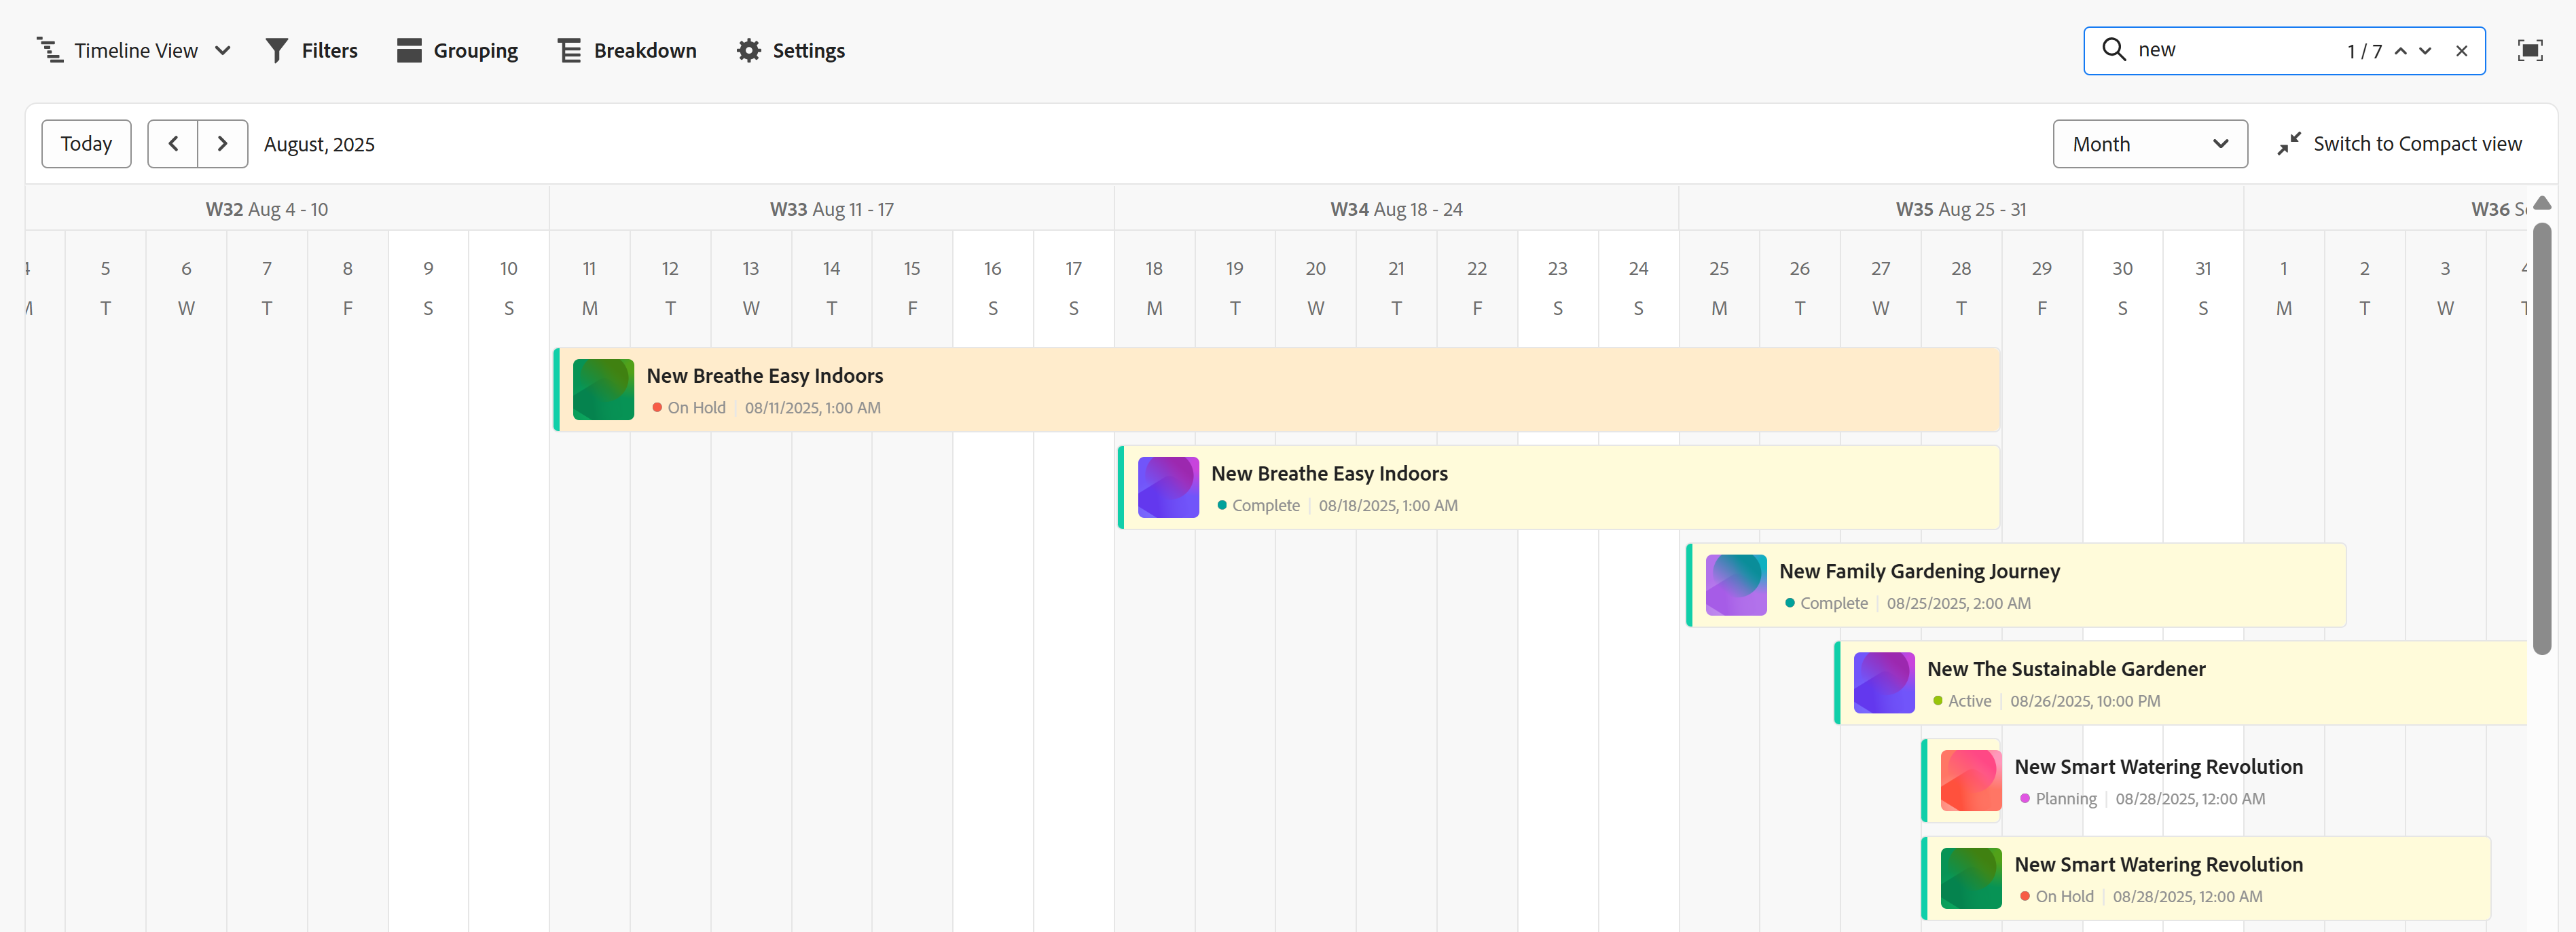 Timeline View Filters Grouping Breakdown Settings new 1 / 7
Today August, 2025 Month Switch to Compact view
W32 Aug 4 - 10 W33 Aug 11 - 17 W34 Aug 18 - 24 W35 Aug 25 - 31 W36
5 6 7 8 9 10 11 12 13 14 15 16 17 18 19 20 21 22 23 24 25 26 27 28 29 30 31 1 2 3
T W T F S S M T W T F S S M T W T F S S M T W T F S S M T W
New Breathe Easy Indoors
On Hold 08/11/2025, 1:00 AM
New Breathe Easy Indoors
Complete 08/18/2025, 1:00 AM
New Family Gardening Journey
Complete 08/25/2025, 2:00 AM
New The Sustainable Gardener
Active 08/26/2025, 10:00 PM
New Smart Watering Revolution
Planning 08/28/2025, 12:00 AM
New Smart Watering Revolution
On Hold 08/28/2025, 12:00 AM